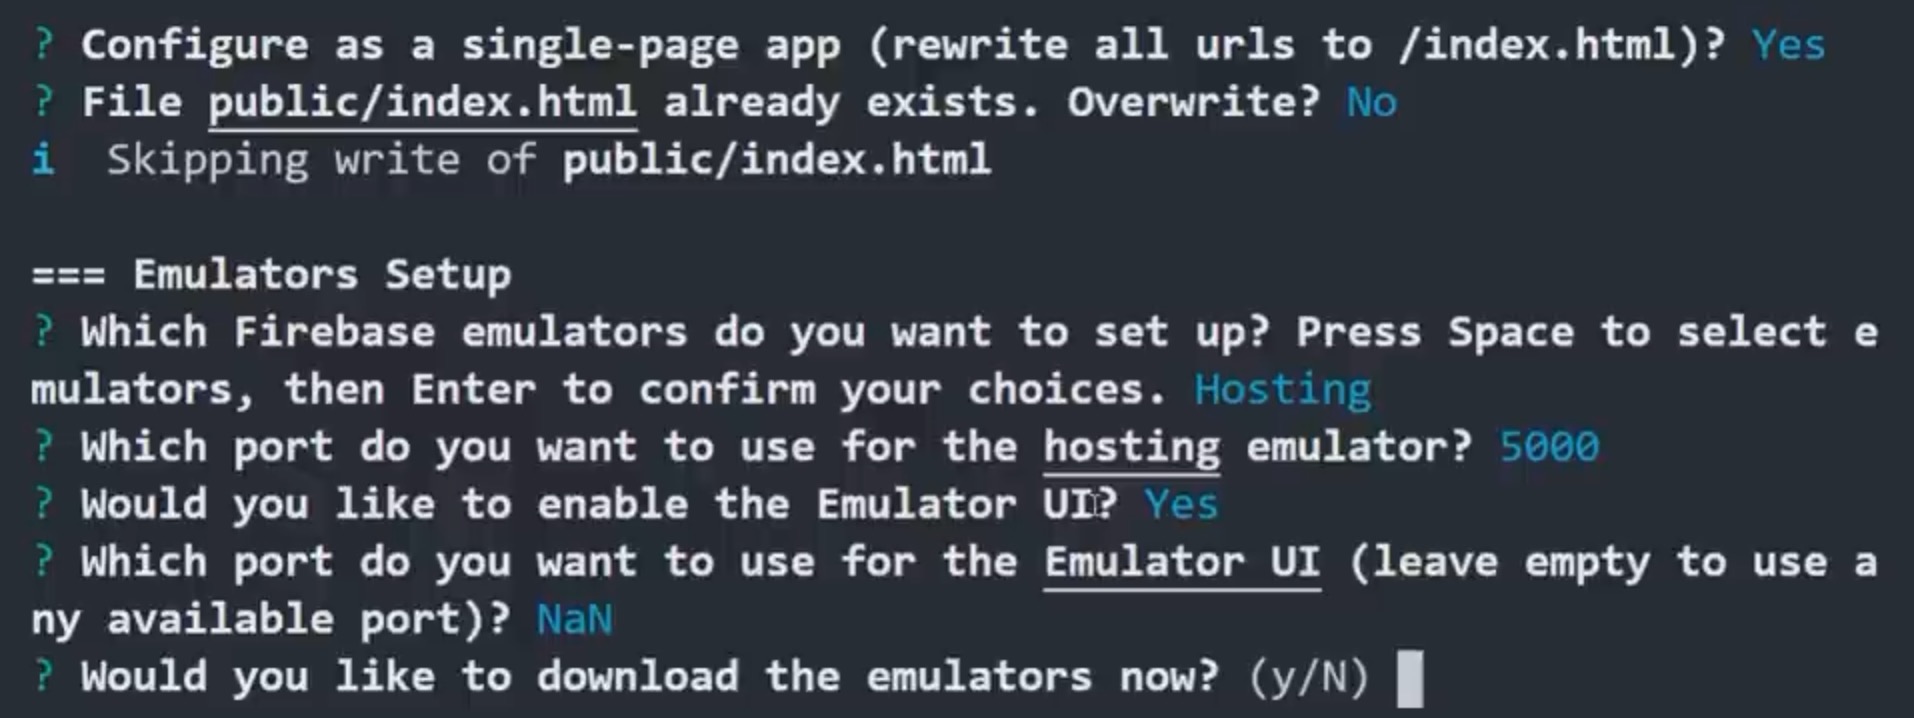 ? Configure as a single-page app (rewrite all urls to /index.html)? Yes
? File public/index.html already exists. Overwrite? No
i  Skipping write of public/index.html
=== Emulators Setup
? Which Firebase emulators do you want to set up? Press Space to select e
mulators, then Enter to confirm your choices. Hosting
? Which port do you want to use for the hosting emulator? 5000
? Would you like to enable the Emulator UI? Yes
? Which port do you want to use for the Emulator UI (leave empty to use a
ny available port)? NaN
? Would you like to download the emulators now? (y/N)